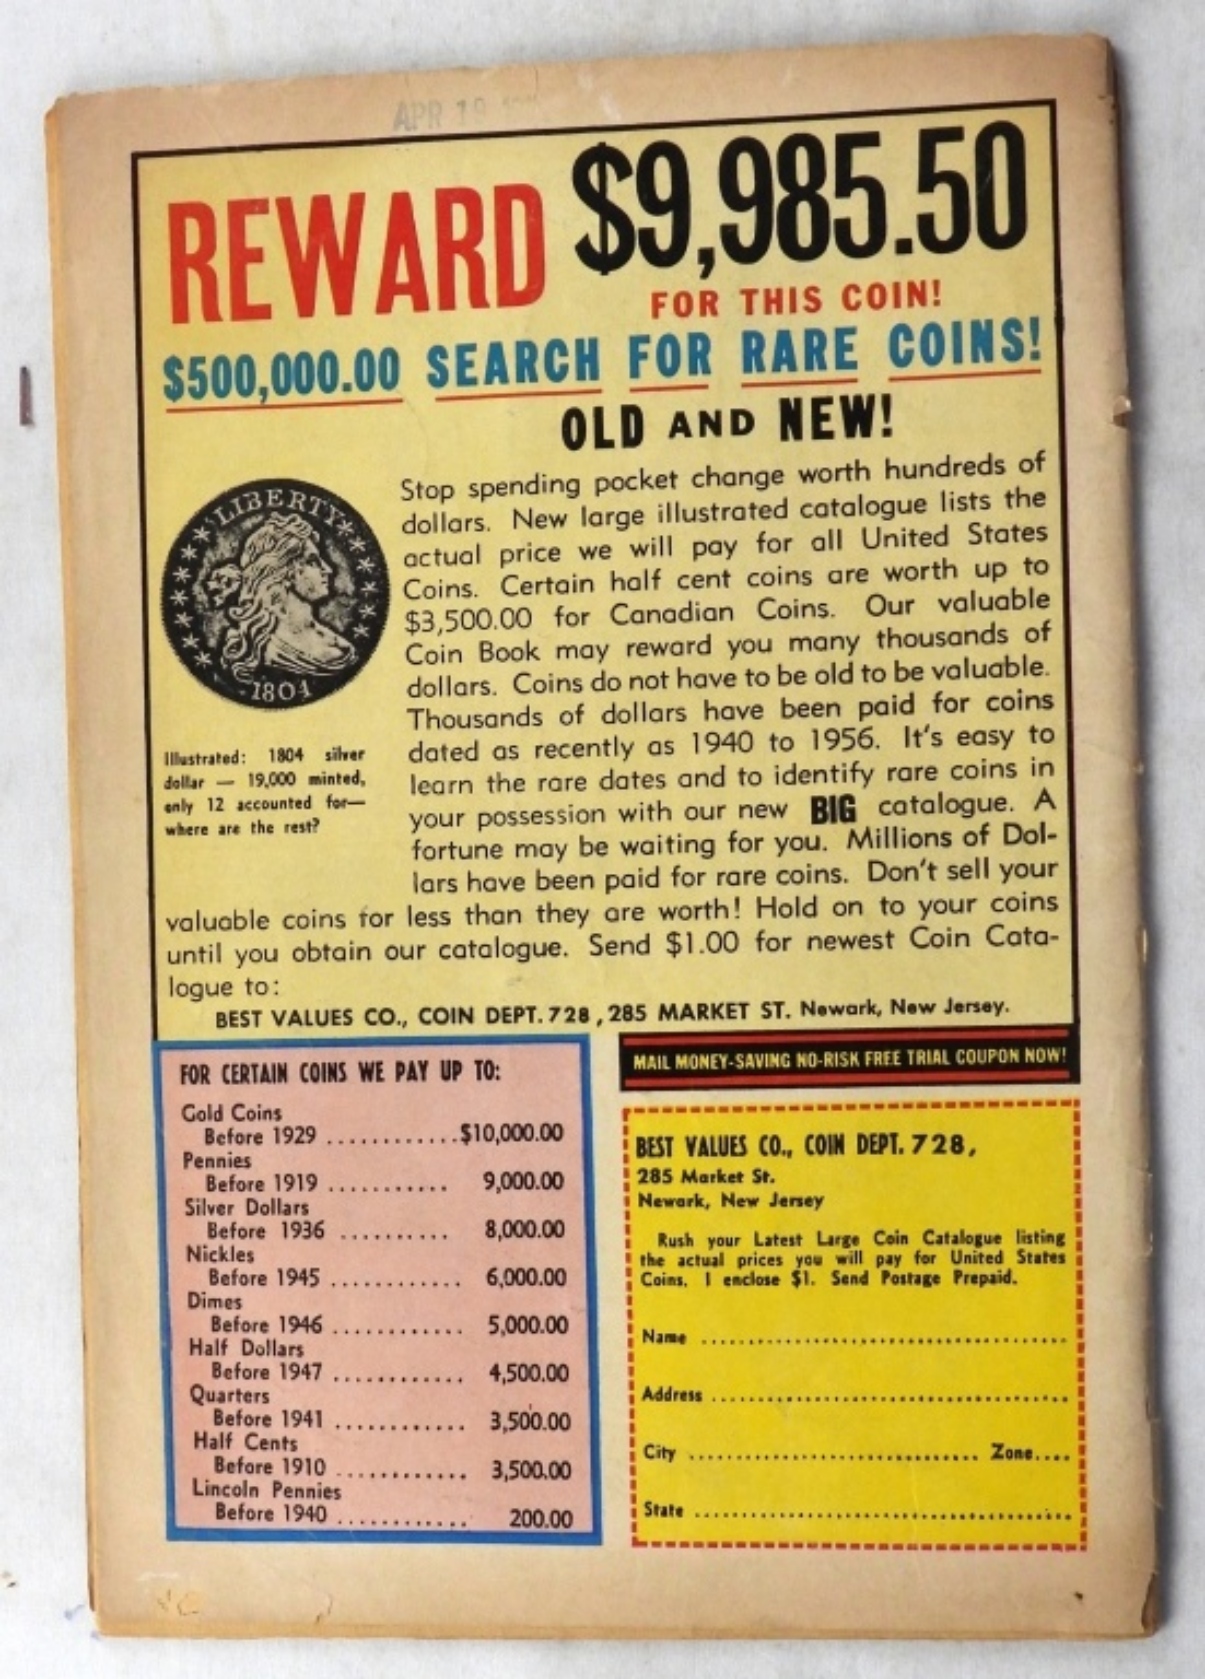 APR 19
REWARD $9,985.50
FOR THIS COIN!
$500,000.00 SEARCH FOR RARE COINS!
OLD AND NEW!
LIBERTY
1804
Illustrated: 1804 silver
dollar — 19,000 minted,
only 12 accounted for—
where are the rest?
Stop spending pocket change worth hundreds of
dollars. New large illustrated catalogue lists the
actual price we will pay for all United States
Coins. Certain half cent coins are worth up to
$3,500.00 for Canadian Coins. Our valuable
Coin Book may reward you many thousands of
dollars. Coins do not have to be old to be valuable.
Thousands of dollars have been paid for coins
dated as recently as 1940 to 1956. It's easy to
learn the rare dates and to identify rare coins in
your possession with our new BIG catalogue. A
fortune may be waiting for you. Millions of Dol-
lars have been paid for rare coins. Don't sell your
valuable coins for less than they are worth! Hold on to your coins
until you obtain our catalogue. Send $1.00 for newest Coin Cata-
logue to:
BEST VALUES CO., COIN DEPT. 728, 285 MARKET ST. Newark, New Jersey.
FOR CERTAIN COINS WE PAY UP TO:
Gold Coins
Before 1929 ............$10,000.00
Pennies
Before 1919 ........... 9,000.00
Silver Dollars
Before 1936 .......... 8,000.00
Nickles
Before 1945 ............ 6,000.00
Dimes
Before 1946 ............ 5,000.00
Half Dollars
Before 1947 ............ 4,500.00
Quarters
Before 1941 ............ 3,500.00
Half Cents
Before 1910 ............ 3,500.00
Lincoln Pennies
Before 1940 ............ 200.00
MAIL MONEY-SAVING NO-RISK FREE TRIAL COUPON NOW!
BEST VALUES CO., COIN DEPT. 728,
285 Market St.
Newark, New Jersey
Rush your Latest Large Coin Catalogue listing
the actual prices you will pay for United States
Coins. I enclose $1. Send Postage Prepaid.
Name ........................................
Address ........................................
City ................................ Zone....
State ........................................